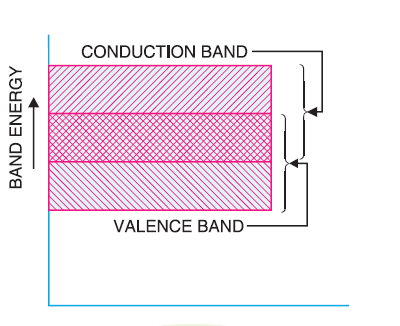 CONDUCTION BAND
BAND ENERGY
VALENCE BAND